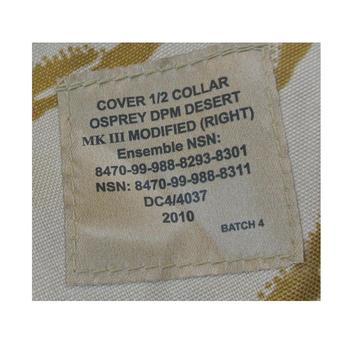 COVER 1/2 COLLAR
OSPREY DPM DESERT
MK III MODIFIED (RIGHT)
Ensemble NSN:
8470-99-988-8293-8301
NSN: 8470-99-988-8311
DC4/4037
2010
BATCH 4